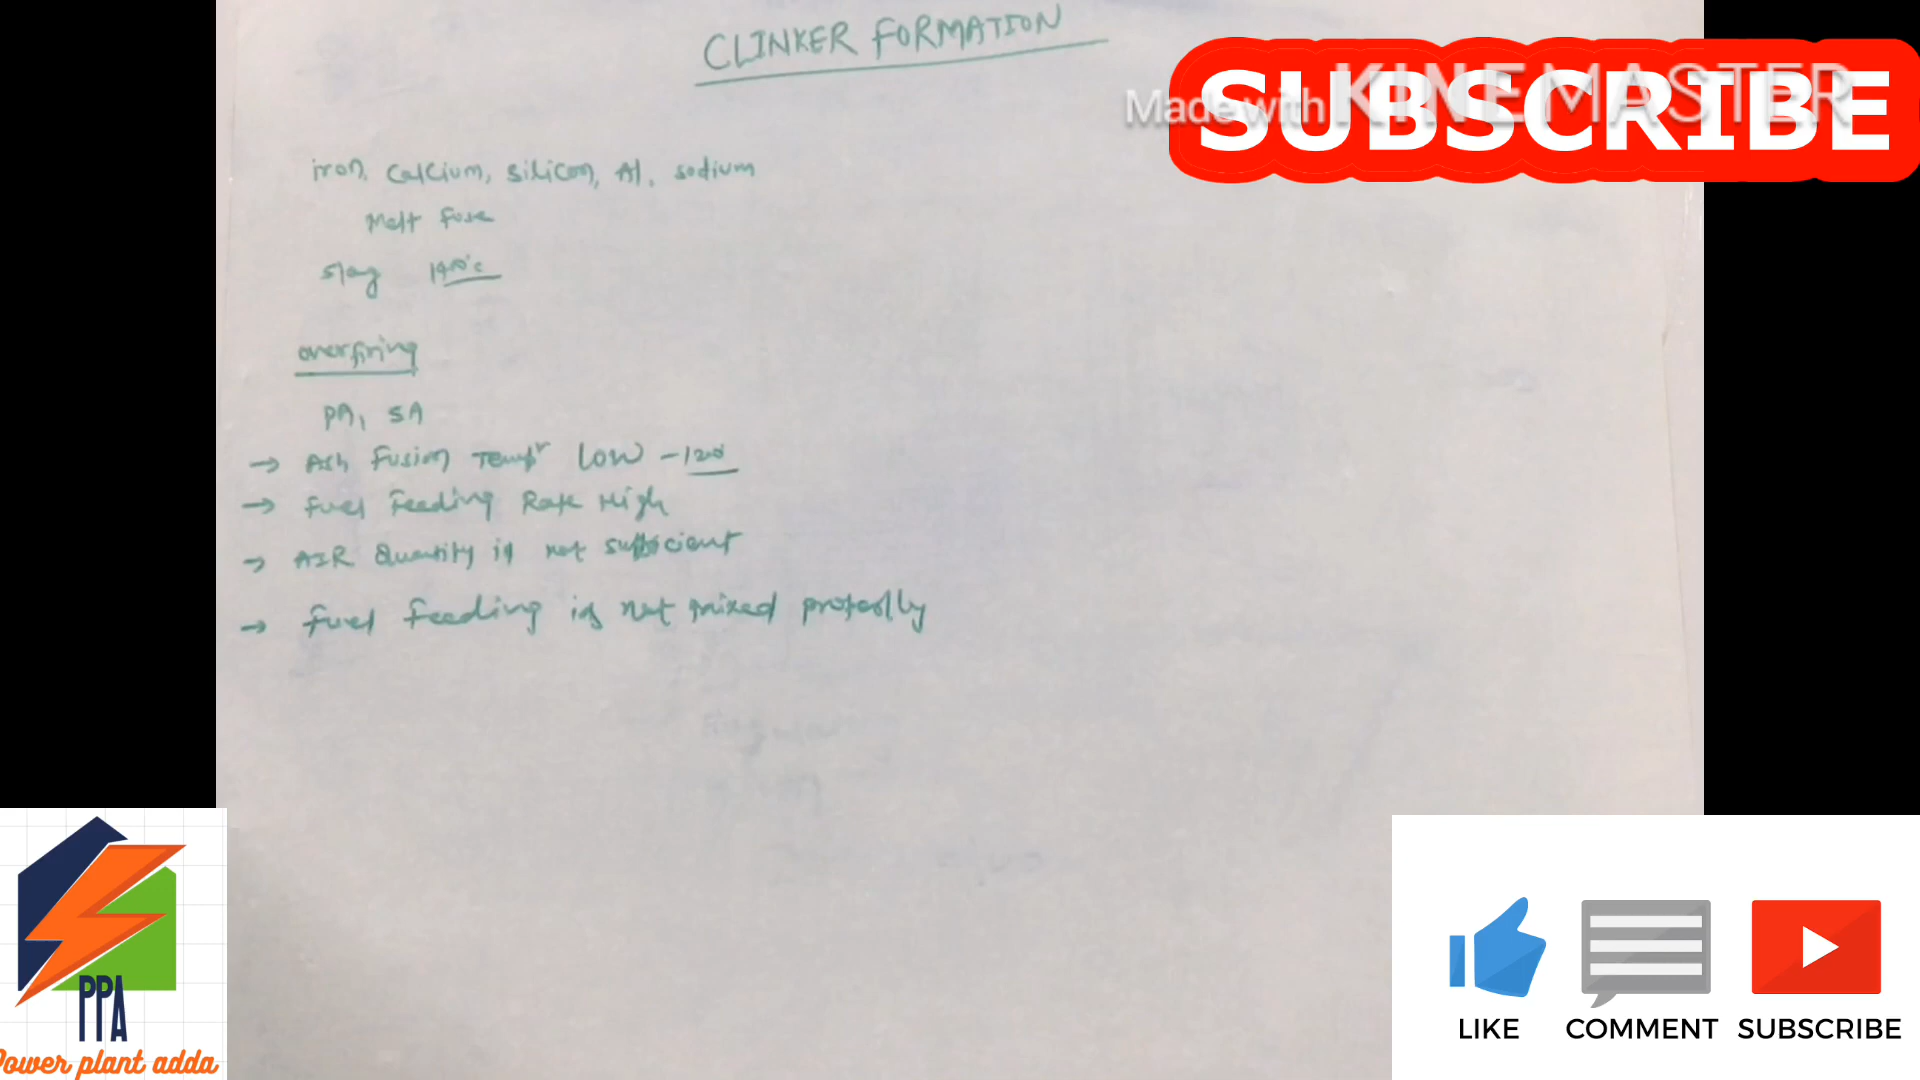 CLINKER FORMATION
SUBSCRIBE
Made with KINEMASTER
iron, Calcium, Silicon, Al, sodium
Melt fuse
Slag 1400°c
overfiring
PA, SA
→ Ash Fusion Tempr Low -
→ Fuel Feeding Rate High
→ AIR Quantity is not sufficient
→ Fuel Feeding is not mixed
PPA
Power plant adda
LIKE COMMENT SUBSCRIBE